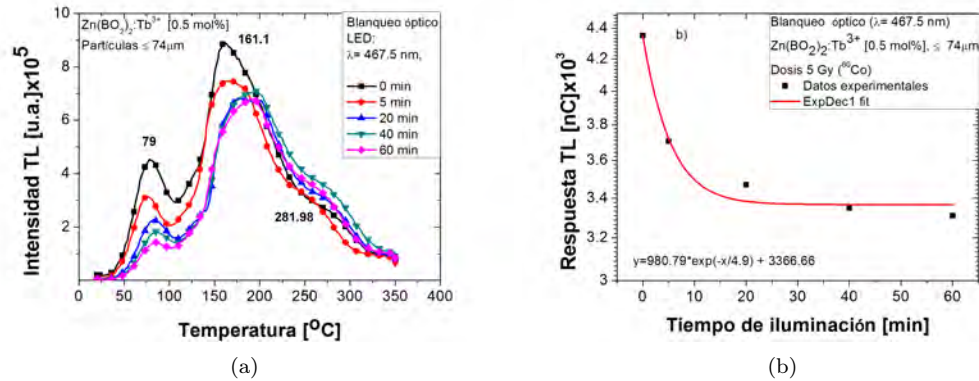 Zn(BO₂)₂:Tb³⁺ [0.5 mol%]
Partículas ≤ 74µm
Blanqueo óptico
LED:
λ= 467.5 nm,
0 min
5 min
20 min
40 min
60 min
161.1
79
281.98
Intensidad TL [u.a.]x10⁵
10
8
6
4
2
0
50
100
150
200
250
300
350
400
Temperatura [⁰C]
(a)
Blanqueo óptico (λ= 467.5 nm)
Zn(BO₂)₂:Tb³⁺ [0.5 mol%], ≤ 74µm
Dosis 5 Gy (⁶⁰Co)
Datos experimentales
ExpDec1 fit
b)
Respuesta TL [nC]x10³
4.4
4.2
4
3.8
3.6
3.4
3.2
3
y=980.79*exp(-x/4.9) + 3366.66
0
10
20
30
40
50
60
Tiempo de iluminación [min]
(b)